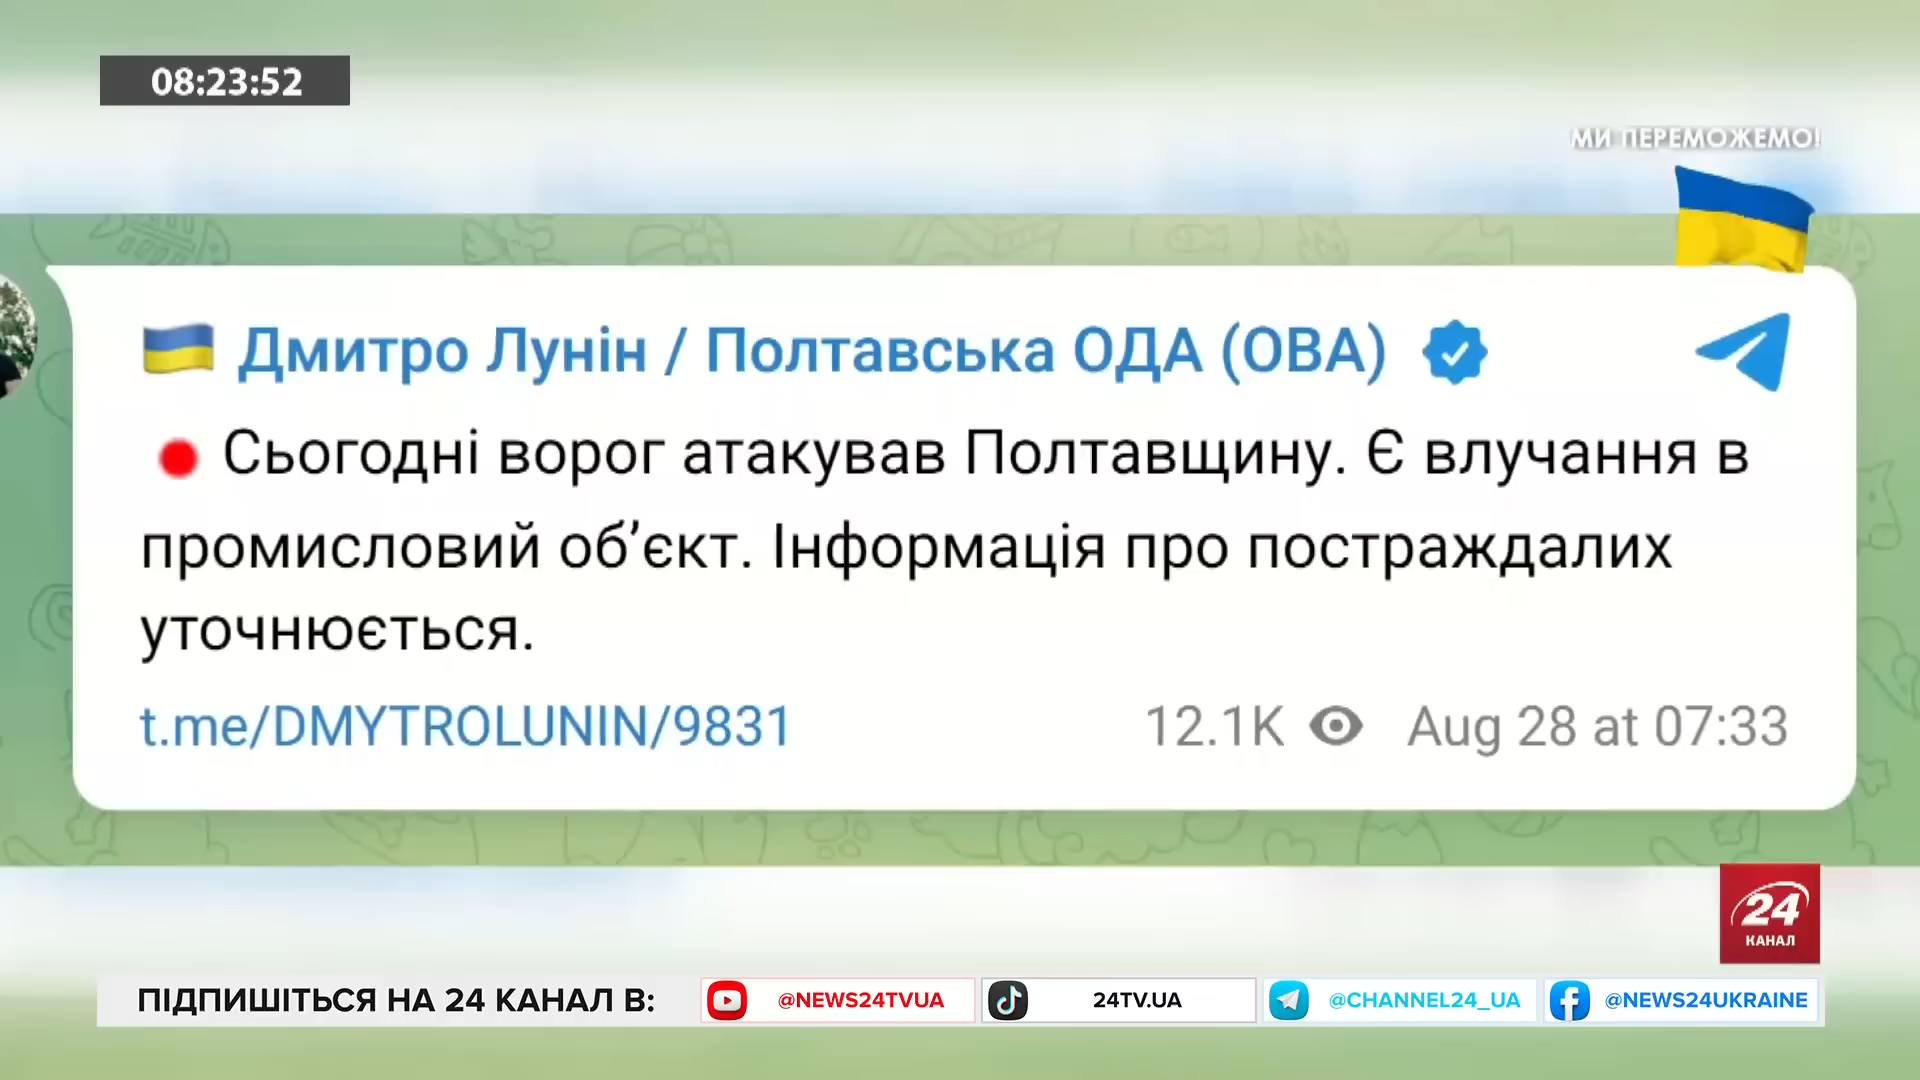 08:23:52
МИ ПЕРЕМОЖЕМО!
Дмитро Лунін / Полтавська ОДА (ОВА)
Сьогодні ворог атакував Полтавщину. Є влучання в
промисловий об’єкт. Інформація про постраждалих
уточнюється.
t.me/DMYTROLUNIN/9831 12.1K Aug 28 at 07:33
24
КАНАЛ
ПІДПИШІТЬСЯ НА 24 КАНАЛ В: @NEWS24TVUA 24TV.UA @CHANNEL24_UA @NEWS24UKRAINE